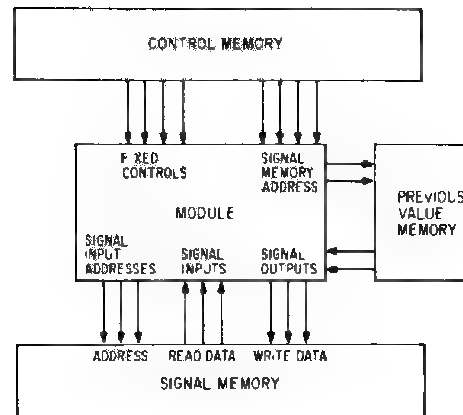 CONTROL MEMORY
FIXED
CONTROLS
SIGNAL
MEMORY
ADDRESS
MODULE
PREVIOUS
VALUE
MEMORY
SIGNAL
INPUT
ADDRESSES
SIGNAL
INPUTS
SIGNAL
OUTPUTS
ADDRESS
READ DATA
WRITE DATA
SIGNAL MEMORY